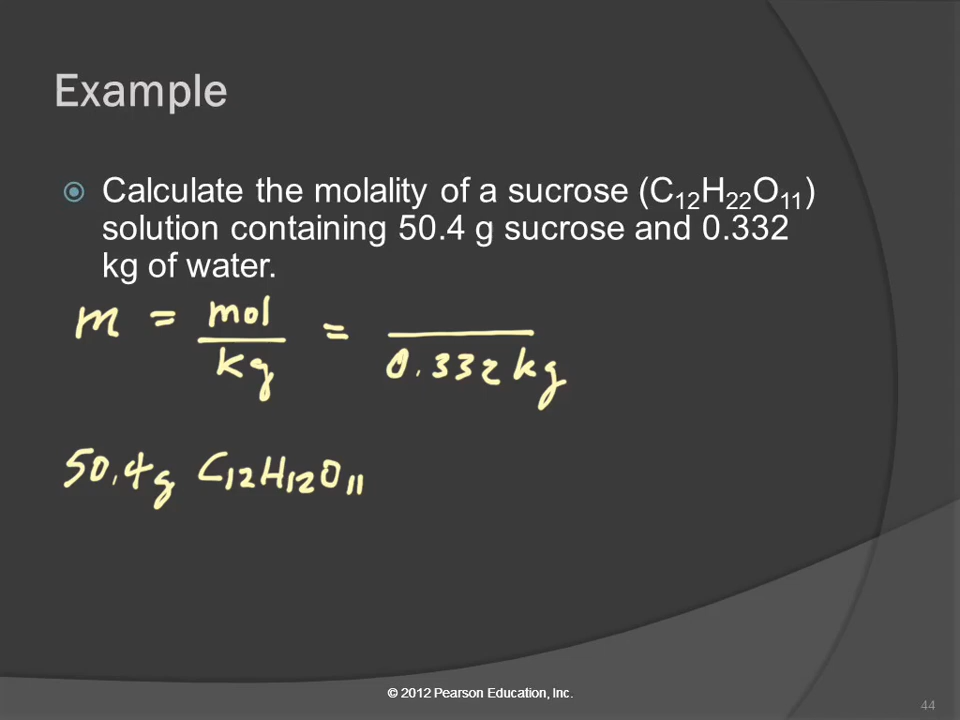 Example
Calculate the molality of a sucrose (C₁₂H₂₂O₁₁)
solution containing 50.4 g sucrose and 0.332
kg of water.
m = mol/kg = /0.332 kg
50.4g C₁₂H₁₂O₁₁
© 2012 Pearson Education, Inc.
44